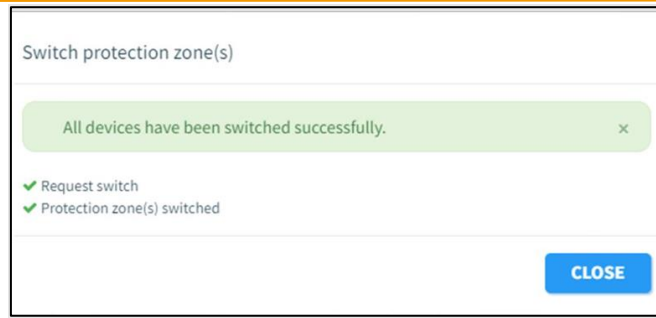 Switch protection zone(s)
All devices have been switched successfully. ×
✔ Request switch
✔ Protection zone(s) switched
CLOSE